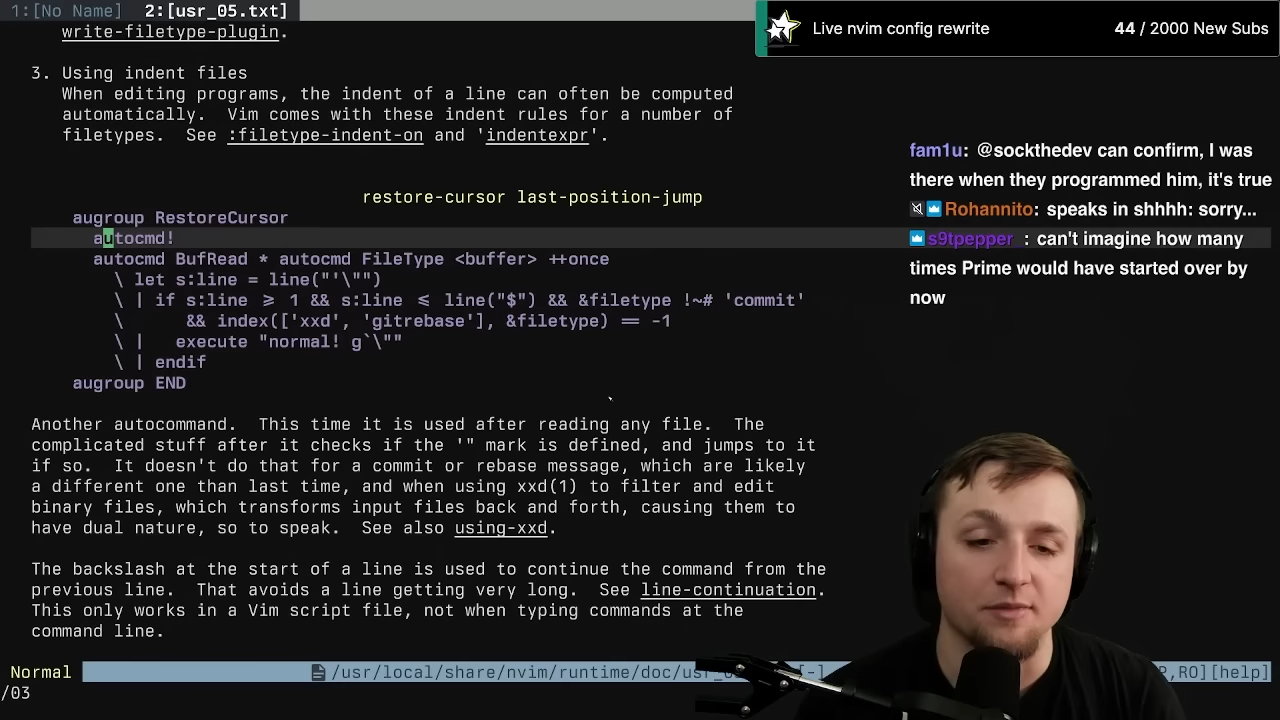 1:[No Name] 2:[usr_05.txt]
write-filetype-plugin.
3. Using indent files
When editing programs, the indent of a line can often be computed
automatically. Vim comes with these indent rules for a number of
filetypes. See :filetype-indent-on and 'indentexpr'.
restore-cursor last-position-jump
augroup RestoreCursor
autocmd!
autocmd BufRead * autocmd FileType <buffer> ++once
\ let s:line = line("'\"")
\ | if s:line >= 1 && s:line <= line("$") && &filetype !~# 'commit'
\ && index(['xxd', 'gitrebase'], &filetype) == -1
\ | execute "normal! g`\""
\ | endif
augroup END
Another autocommand. This time it is used after reading any file. The
complicated stuff after it checks if the '" mark is defined, and jumps to it
if so. It doesn't do that for a commit or rebase message, which are likely
a different one than last time, and when using xxd(1) to filter and edit
binary files, which transforms input files back and forth, causing them to
have dual nature, so to speak. See also using-xxd.
The backslash at the start of a line is used to continue the command from the
previous line. That avoids a line getting very long. See line-continuation.
This only works in a Vim script file, not when typing commands at the
command line.
Normal /usr/local/share/nvim/runtime/doc/us [-] P,RO][help]
/03
Live nvim config rewrite 44 / 2000 New Subs
fam1u: @sockthedev can confirm, I was
there when they programmed him, it's true
Rohannito: speaks in shhhh: sorry...
s9tpepper : can't imagine how many
times Prime would have started over by
now